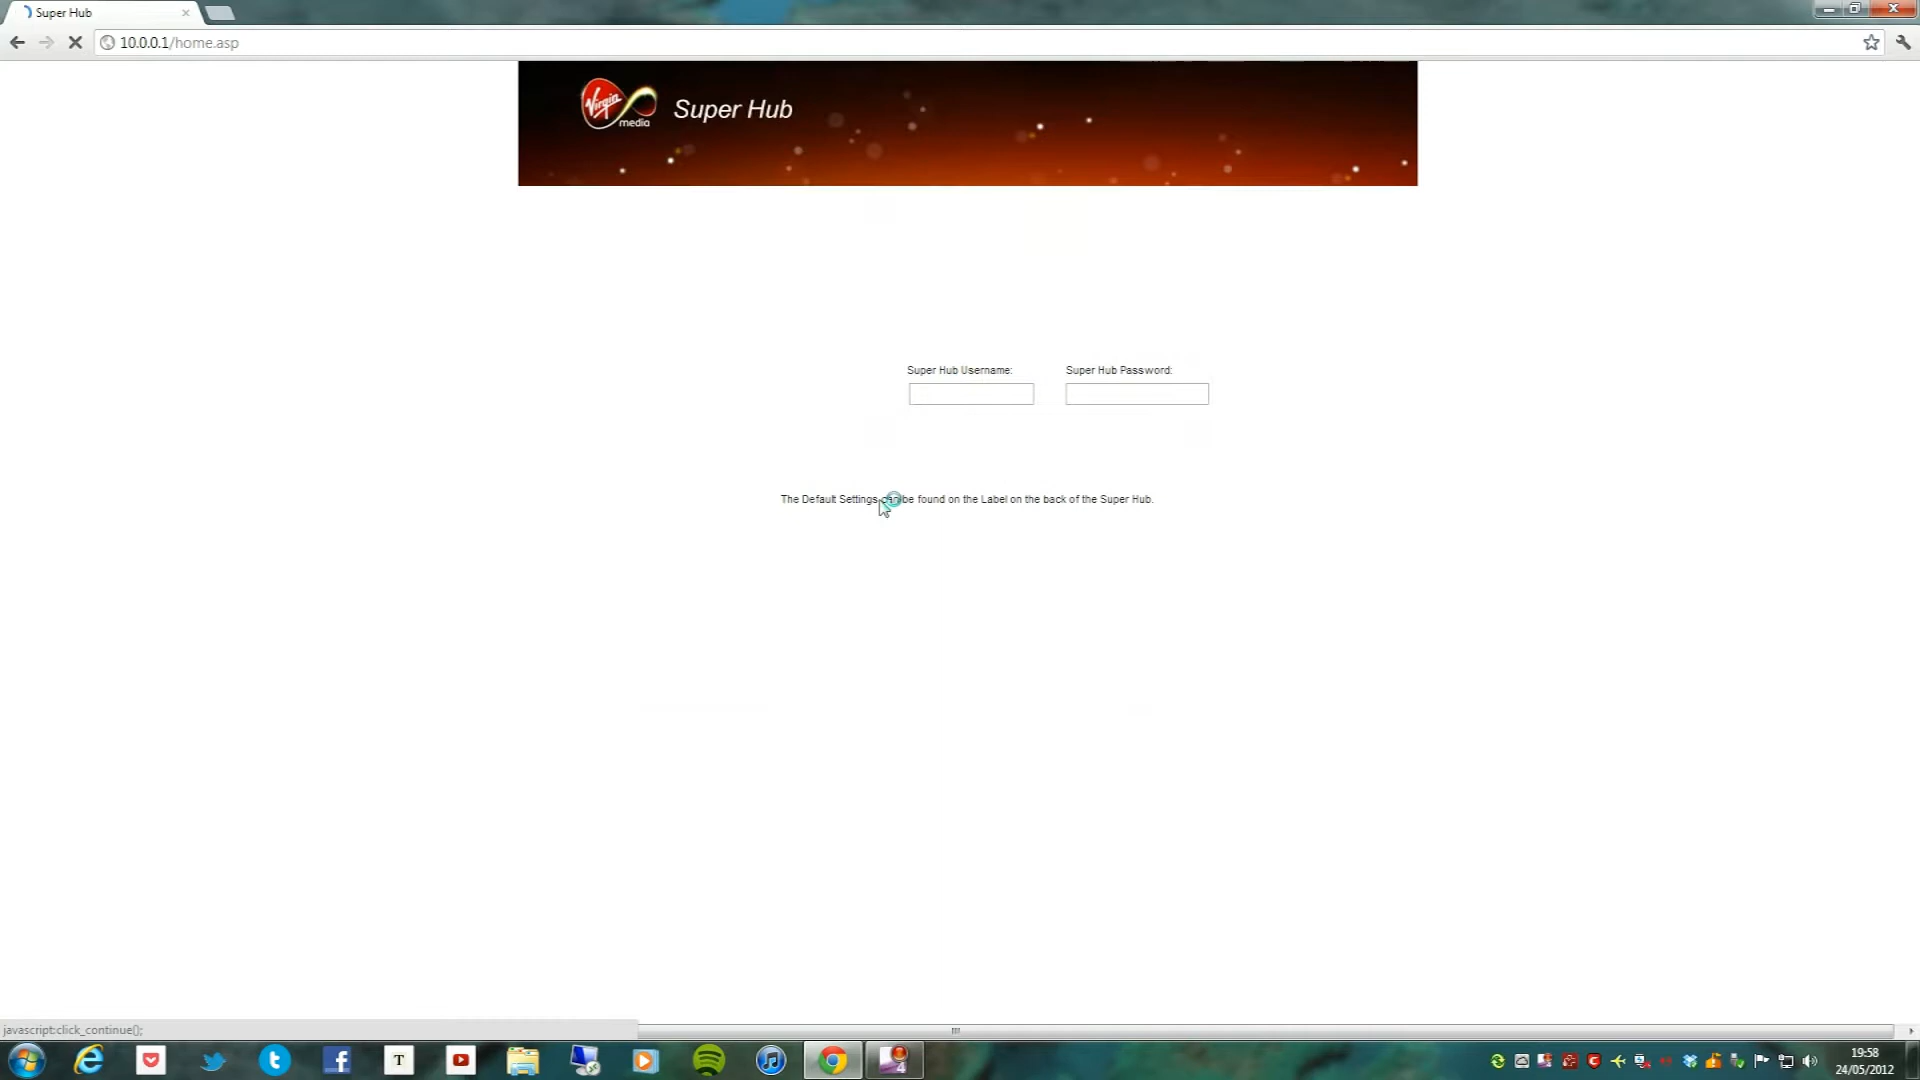 Super Hub
10.0.0.1/home.asp
Virgin media
Super Hub
Super Hub Username:
Super Hub Password:
The Default Settings can be found on the Label on the back of the Super Hub.
javascript:click_continue();
T
4
19:58
24/05/2012